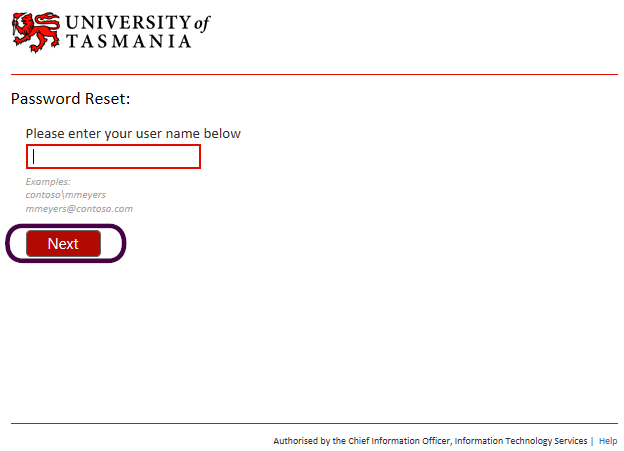 UNIVERSITY of
TASMANIA
Password Reset:
Please enter your user name below
Examples:
contoso\mmeyers
mmeyers@contoso.com
Next
Authorised by the Chief Information Officer, Information Technology Services | Help